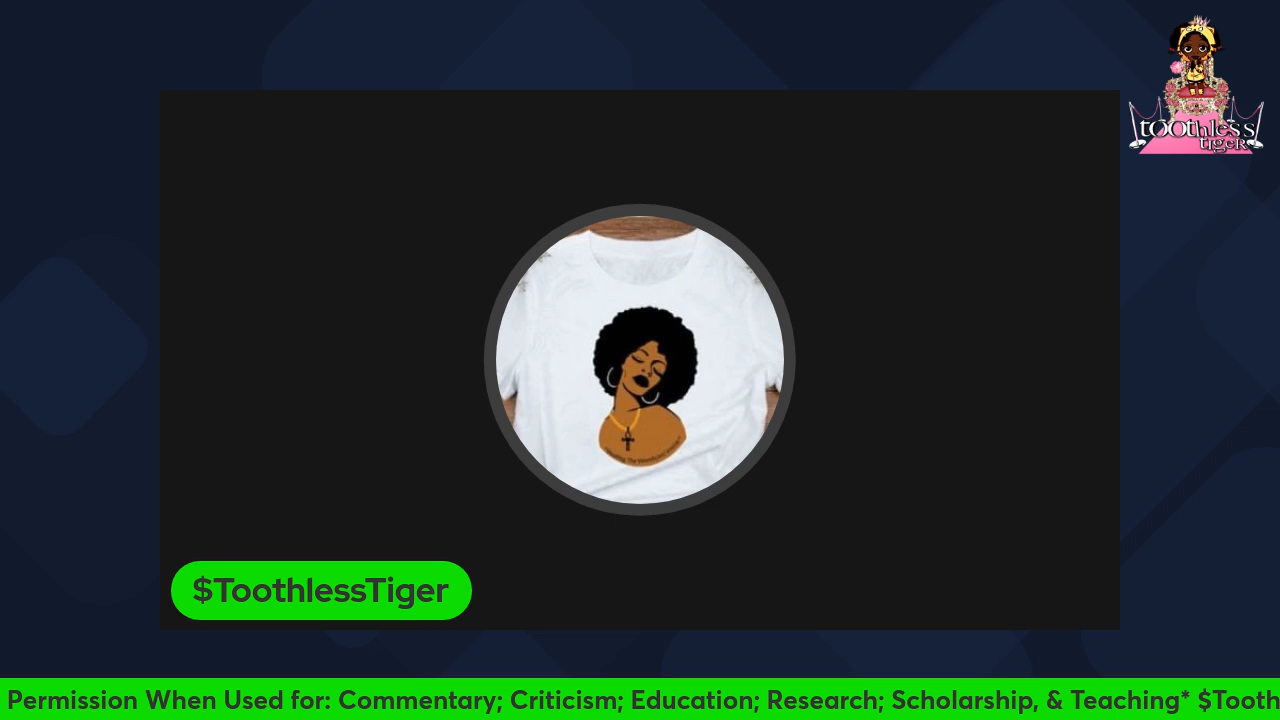 toothless
tiger
$ToothlessTiger
Permission When Used for: Commentary; Criticism; Education; Research; Scholarship, & Teaching* $Tooth